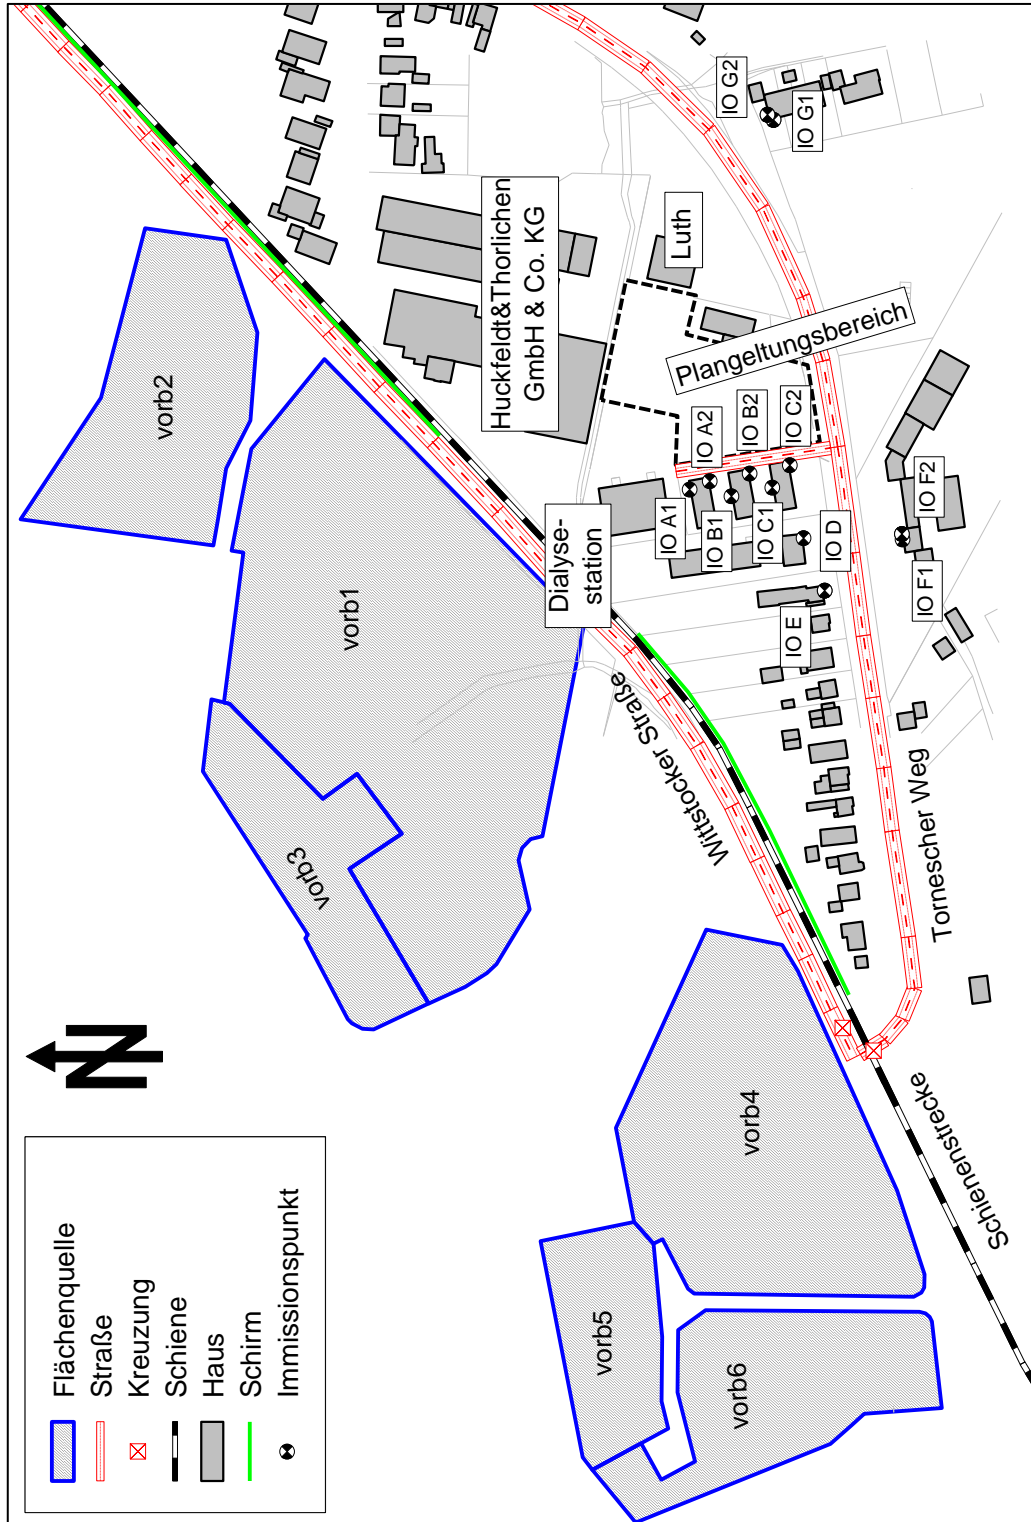 Flächenquelle
Straße
Kreuzung
Schiene
Haus
Schirm
Immissionspunkt
N
vorb5
vorb6
vorb4
vorb3
vorb1
vorb2
Schienenstrecke
Tornescher Weg
Wittstocker Straße
Dialyse-
station
Huckfeldt&Thorlichen
GmbH & Co. KG
Luth
Plangeltungsbereich
IO A1
IO A2
IO B1
IO B2
IO C1
IO C2
IO D
IO E
IO F1
IO F2
IO G1
IO G2